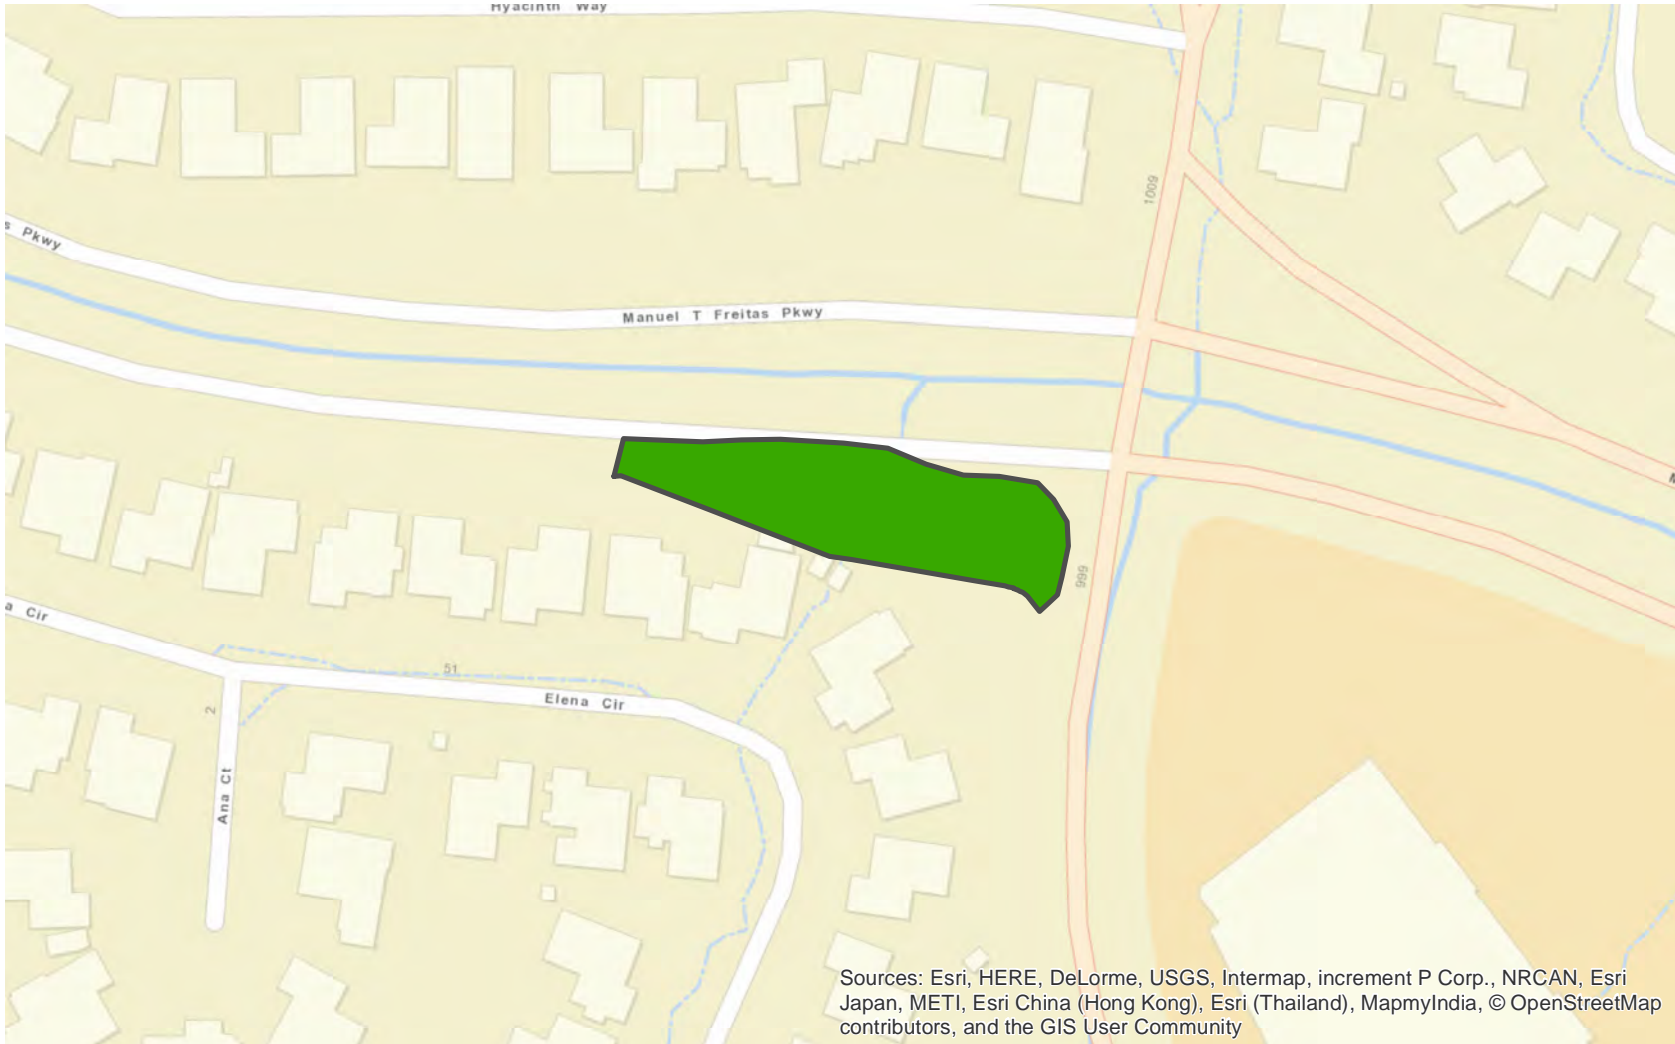 Hyacinth Way
1009
s Pkwy
Manuel T Freitas Pkwy
M
999
a Cir
51
Elena Cir
2
Ana Ct
Sources: Esri, HERE, DeLorme, USGS, Intermap, increment P Corp., NRCAN, Esri
Japan, METI, Esri China (Hong Kong), Esri (Thailand), MapmyIndia, © OpenStreetMap
contributors, and the GIS User Community